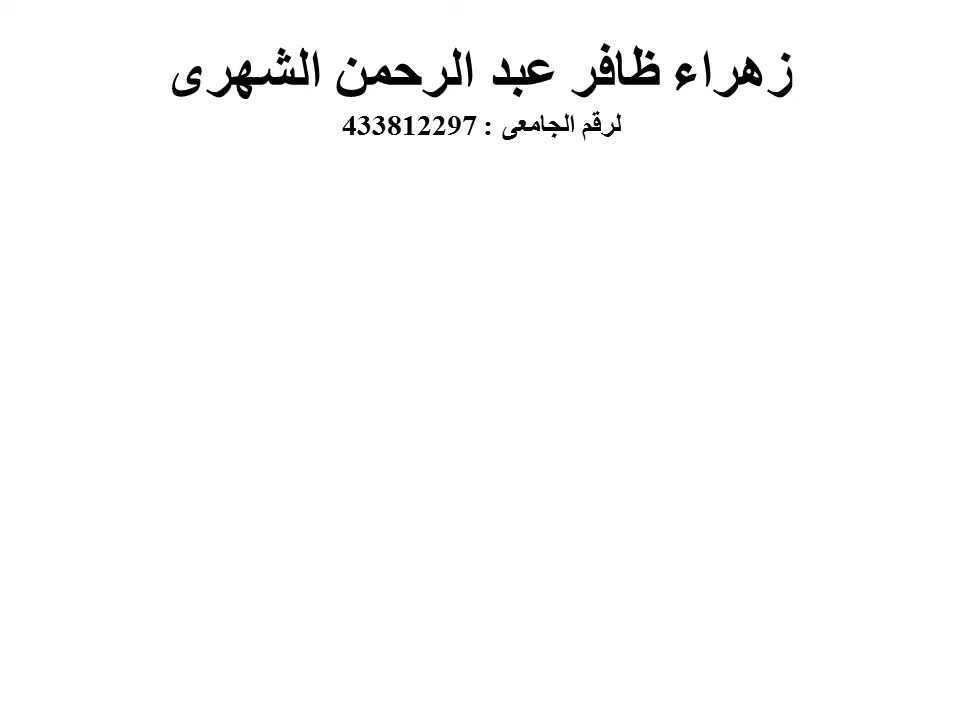 زهراء ظافر عبد الرحمن الشهرى
لرقم الجامعى : 433812297